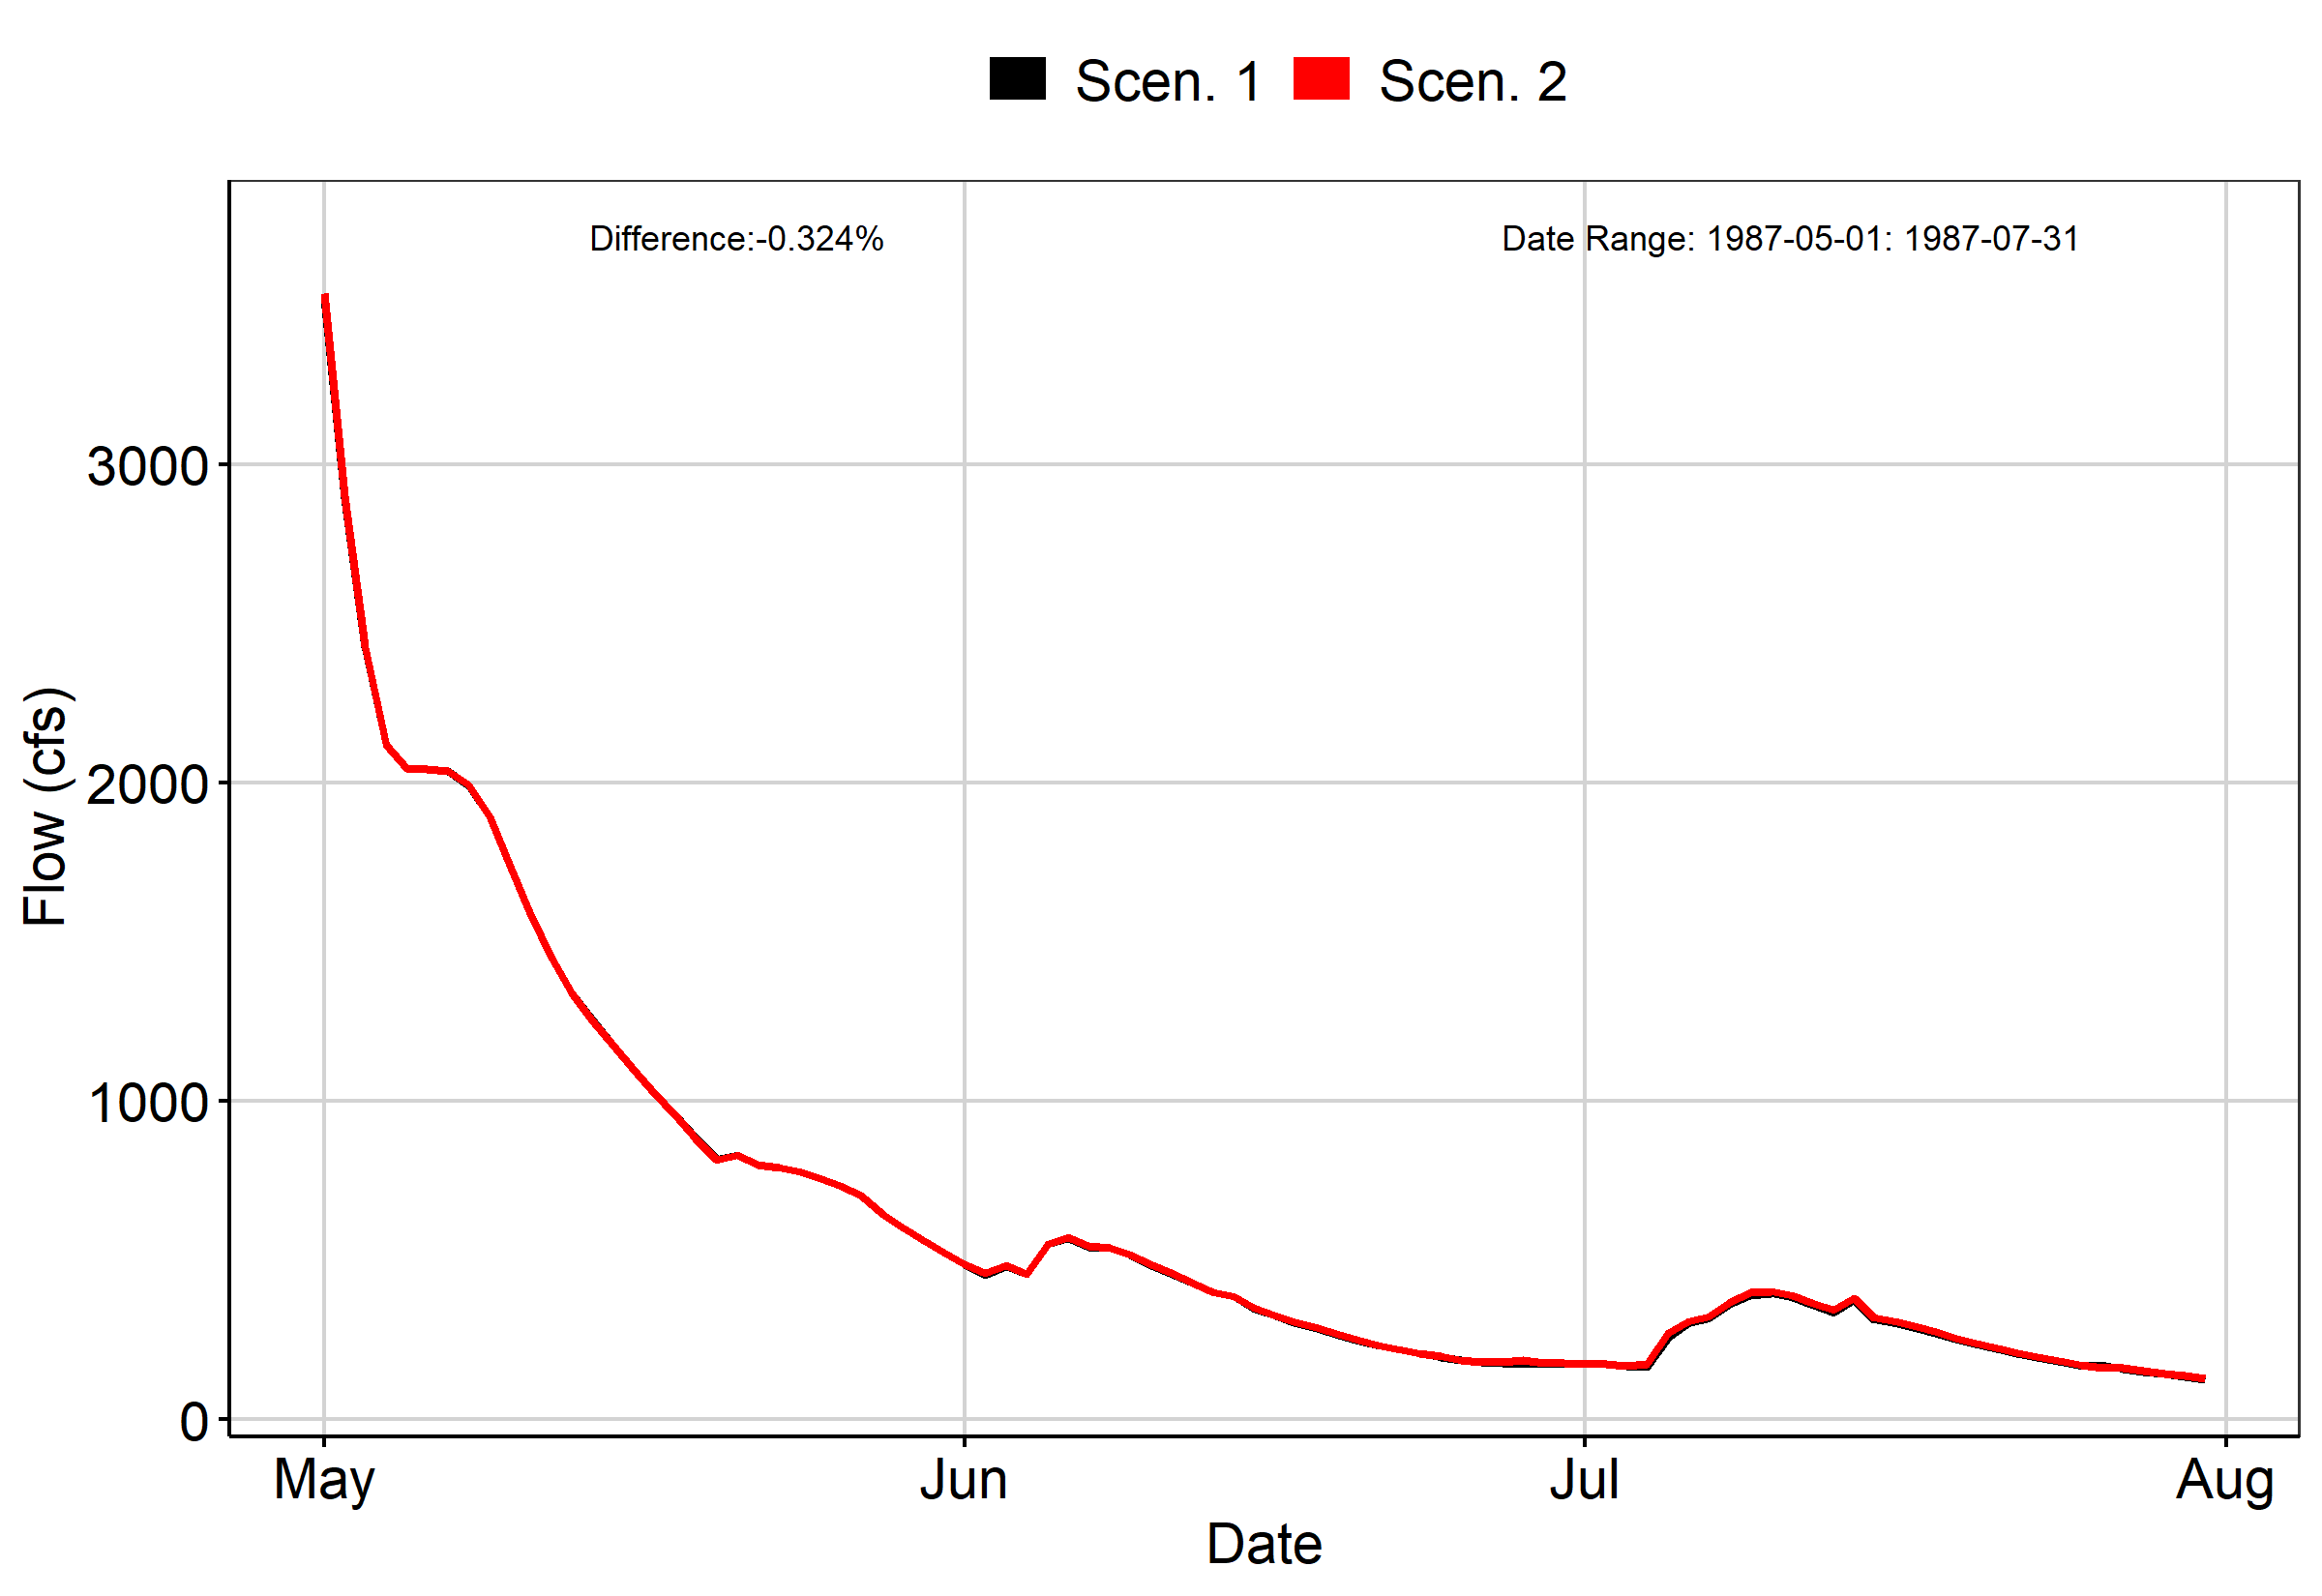 Scen. 1 Scen. 2
Difference:-0.324% Date Range: 1987-05-01: 1987-07-31
3000
2000
1000
0
Flow (cfs)
May Jun Jul Aug
Date